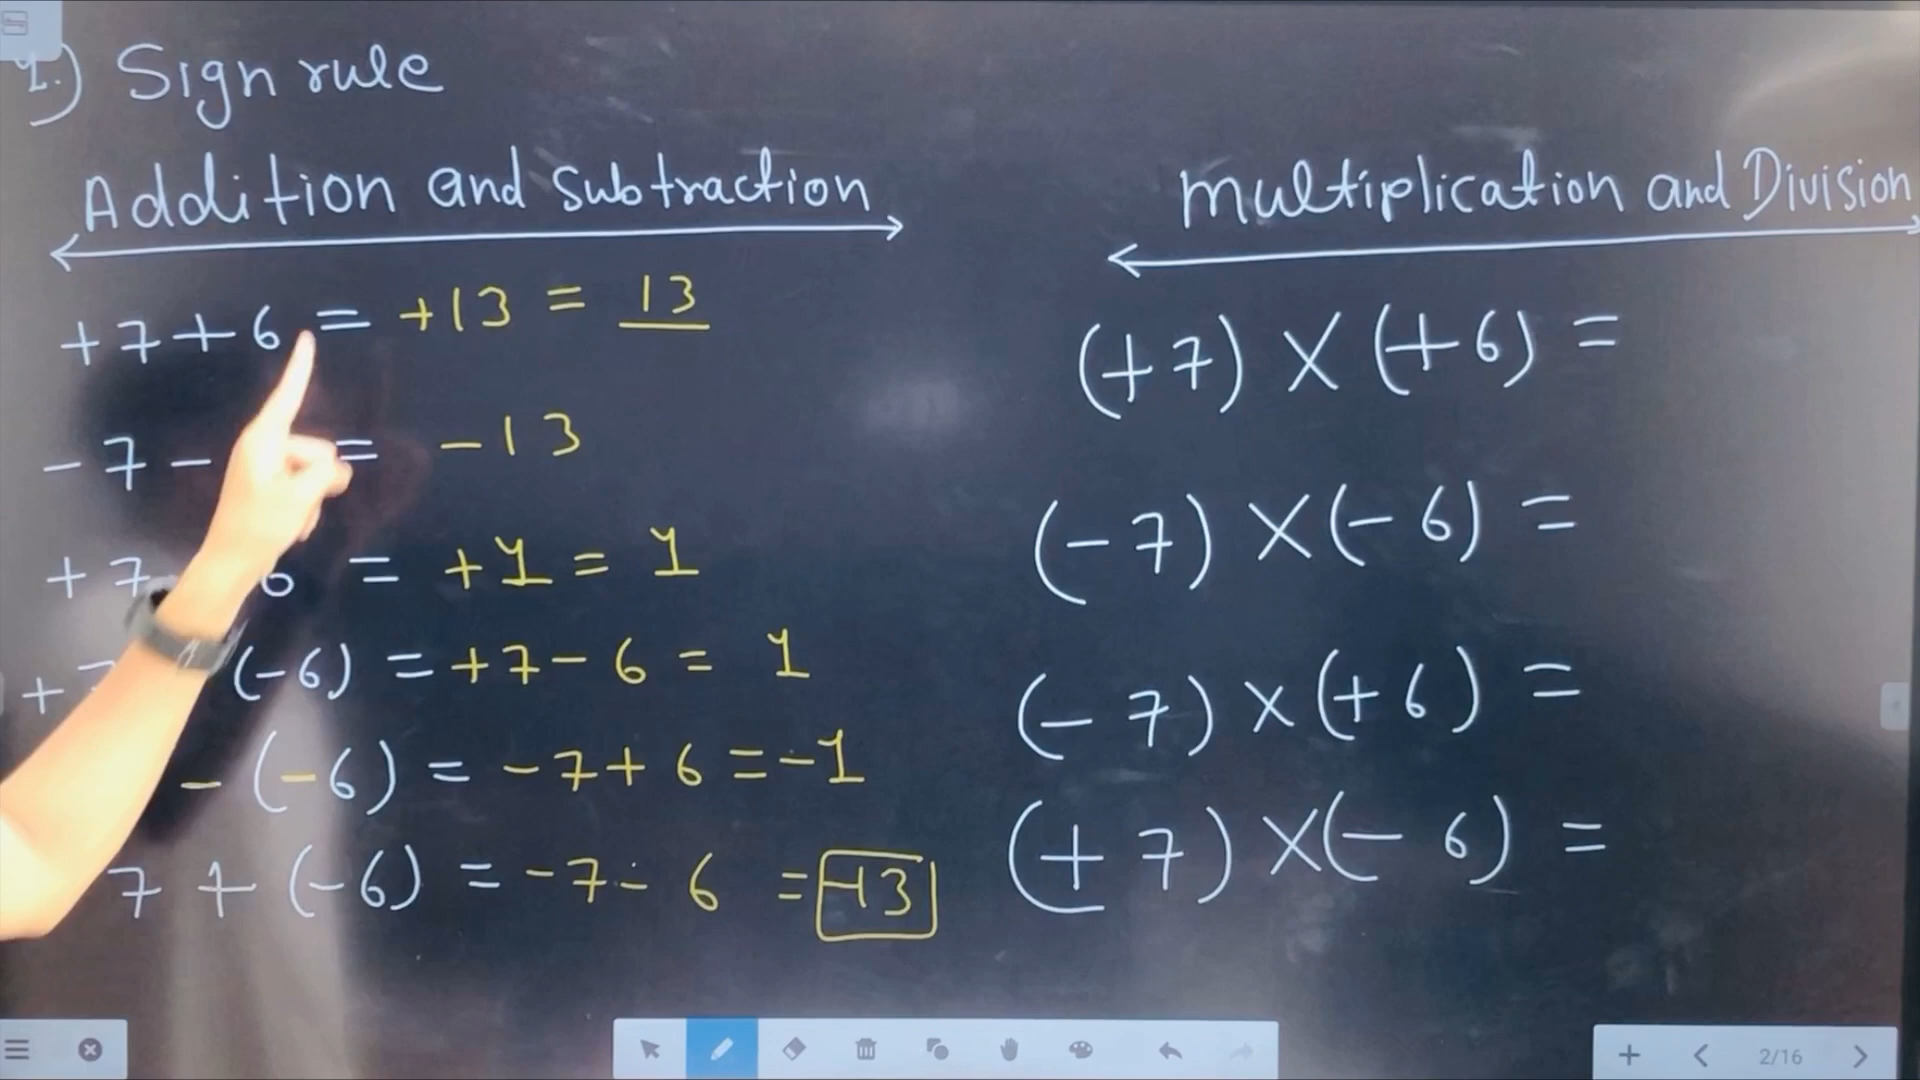 1.) Sign rule
Addition and subtraction
+7+6 = +13 = 13
-7- = -13
+7 6 = +1 = 1
+7 (-6) = +7-6 = 1
-(-6) = -7+6 = -1
7+(-6) = -7-6 = -13
multiplication and Division
(+7) × (+6) =
(-7) × (-6) =
(-7) × (+6) =
(+7) × (-6) =
2/16